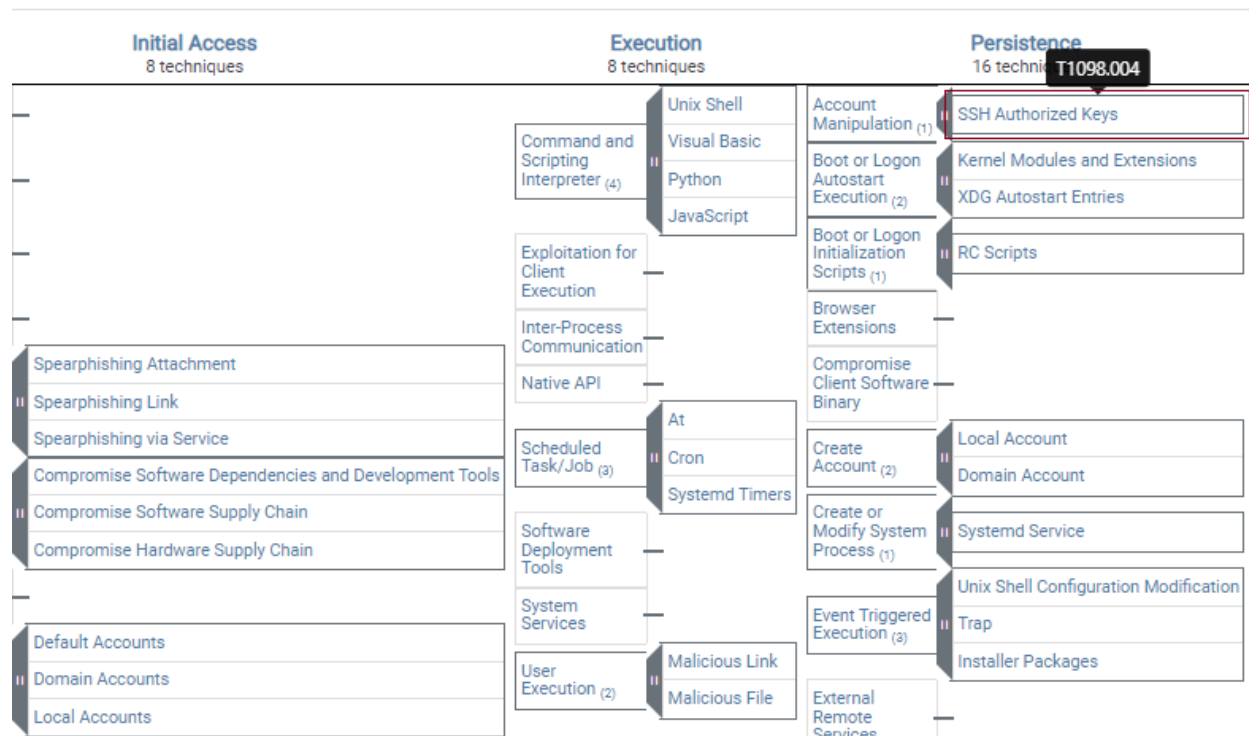 Initial Access
8 techniques
Spearphishing Attachment
Spearphishing Link
Spearphishing via Service
Compromise Software Dependencies and Development Tools
Compromise Software Supply Chain
Compromise Hardware Supply Chain
Default Accounts
Domain Accounts
Local Accounts
Execution
8 techniques
Command and
Scripting
Interpreter (4)
Unix Shell
Visual Basic
Python
JavaScript
Exploitation for
Client
Execution
Inter-Process
Communication
Native API
Scheduled
Task/Job (3)
At
Cron
Systemd Timers
Software
Deployment
Tools
System
Services
User
Execution (2)
Malicious Link
Malicious File
Persistence
16 techni
T1098.004
Account
Manipulation (1)
SSH Authorized Keys
Boot or Logon
Autostart
Execution (2)
Kernel Modules and Extensions
XDG Autostart Entries
Boot or Logon
Initialization
Scripts (1)
RC Scripts
Browser
Extensions
Compromise
Client Software
Binary
Create
Account (2)
Local Account
Domain Account
Create or
Modify System
Process (1)
Systemd Service
Event Triggered
Execution (3)
Unix Shell Configuration Modification
Trap
Installer Packages
External
Remote
Services